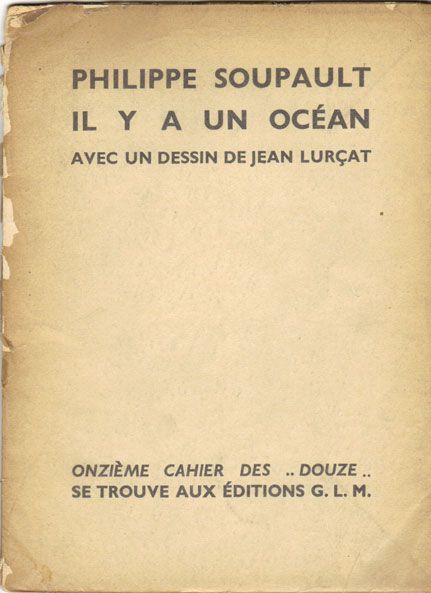 PHILIPPE SOUPAULT
IL Y A UN OCÉAN
AVEC UN DESSIN DE JEAN LURÇAT
ONZIÈME CAHIER DES .. DOUZE ..
SE TROUVE AUX ÉDITIONS G. L. M.